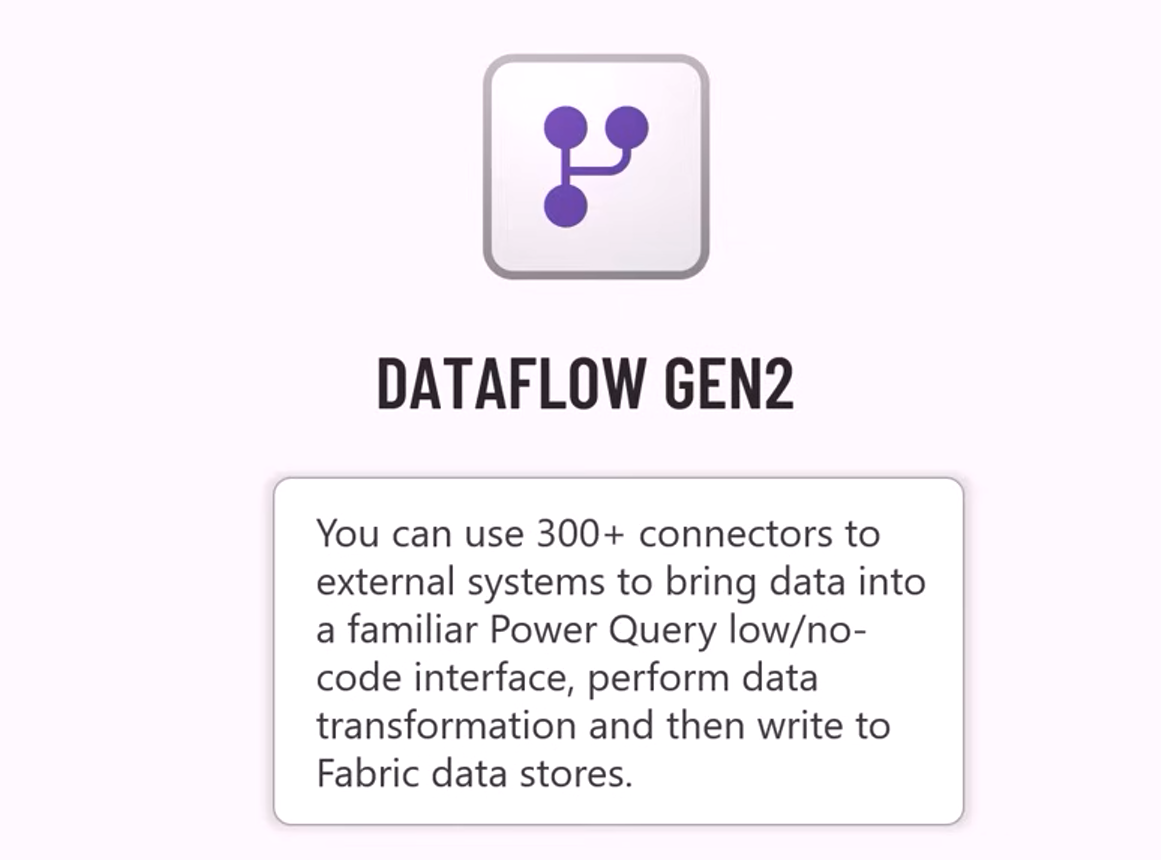 DATAFLOW GEN2
You can use 300+ connectors to
external systems to bring data into
a familiar Power Query low/no-
code interface, perform data
transformation and then write to
Fabric data stores.